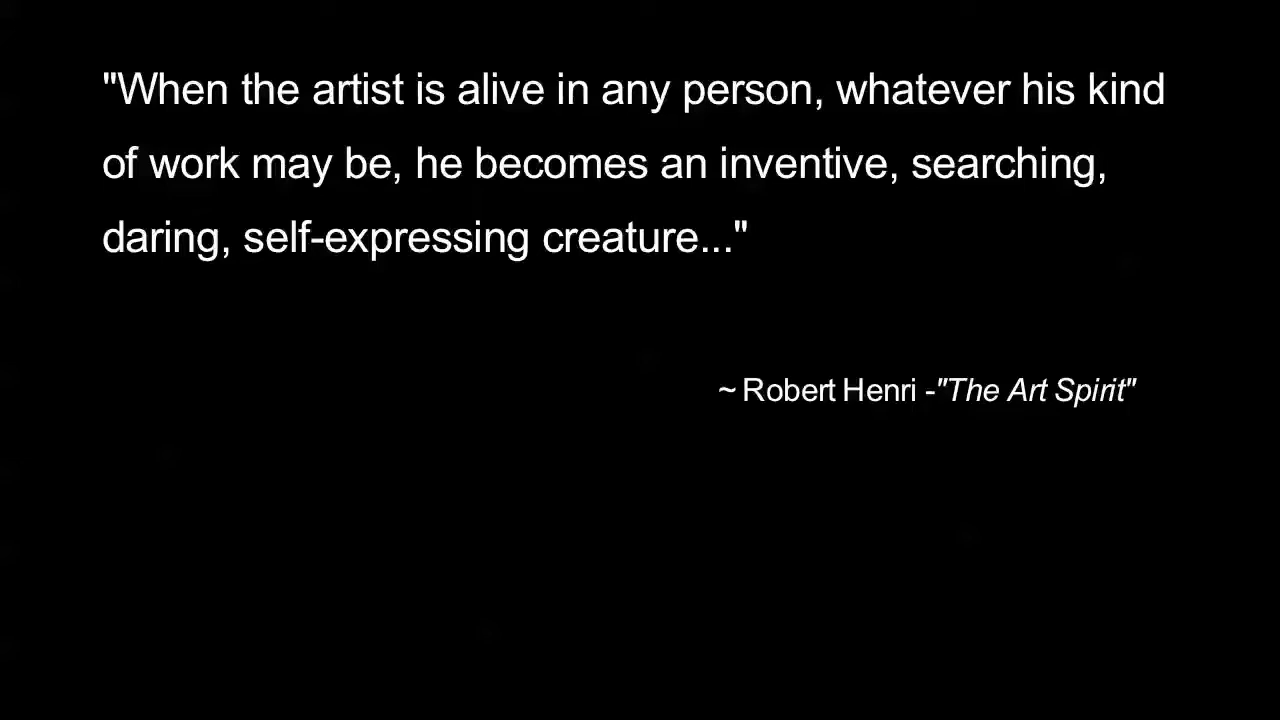 "When the artist is alive in any person, whatever his kind
of work may be, he becomes an inventive, searching,
daring, self-expressing creature..."
~ Robert Henri -"The Art Spirit"